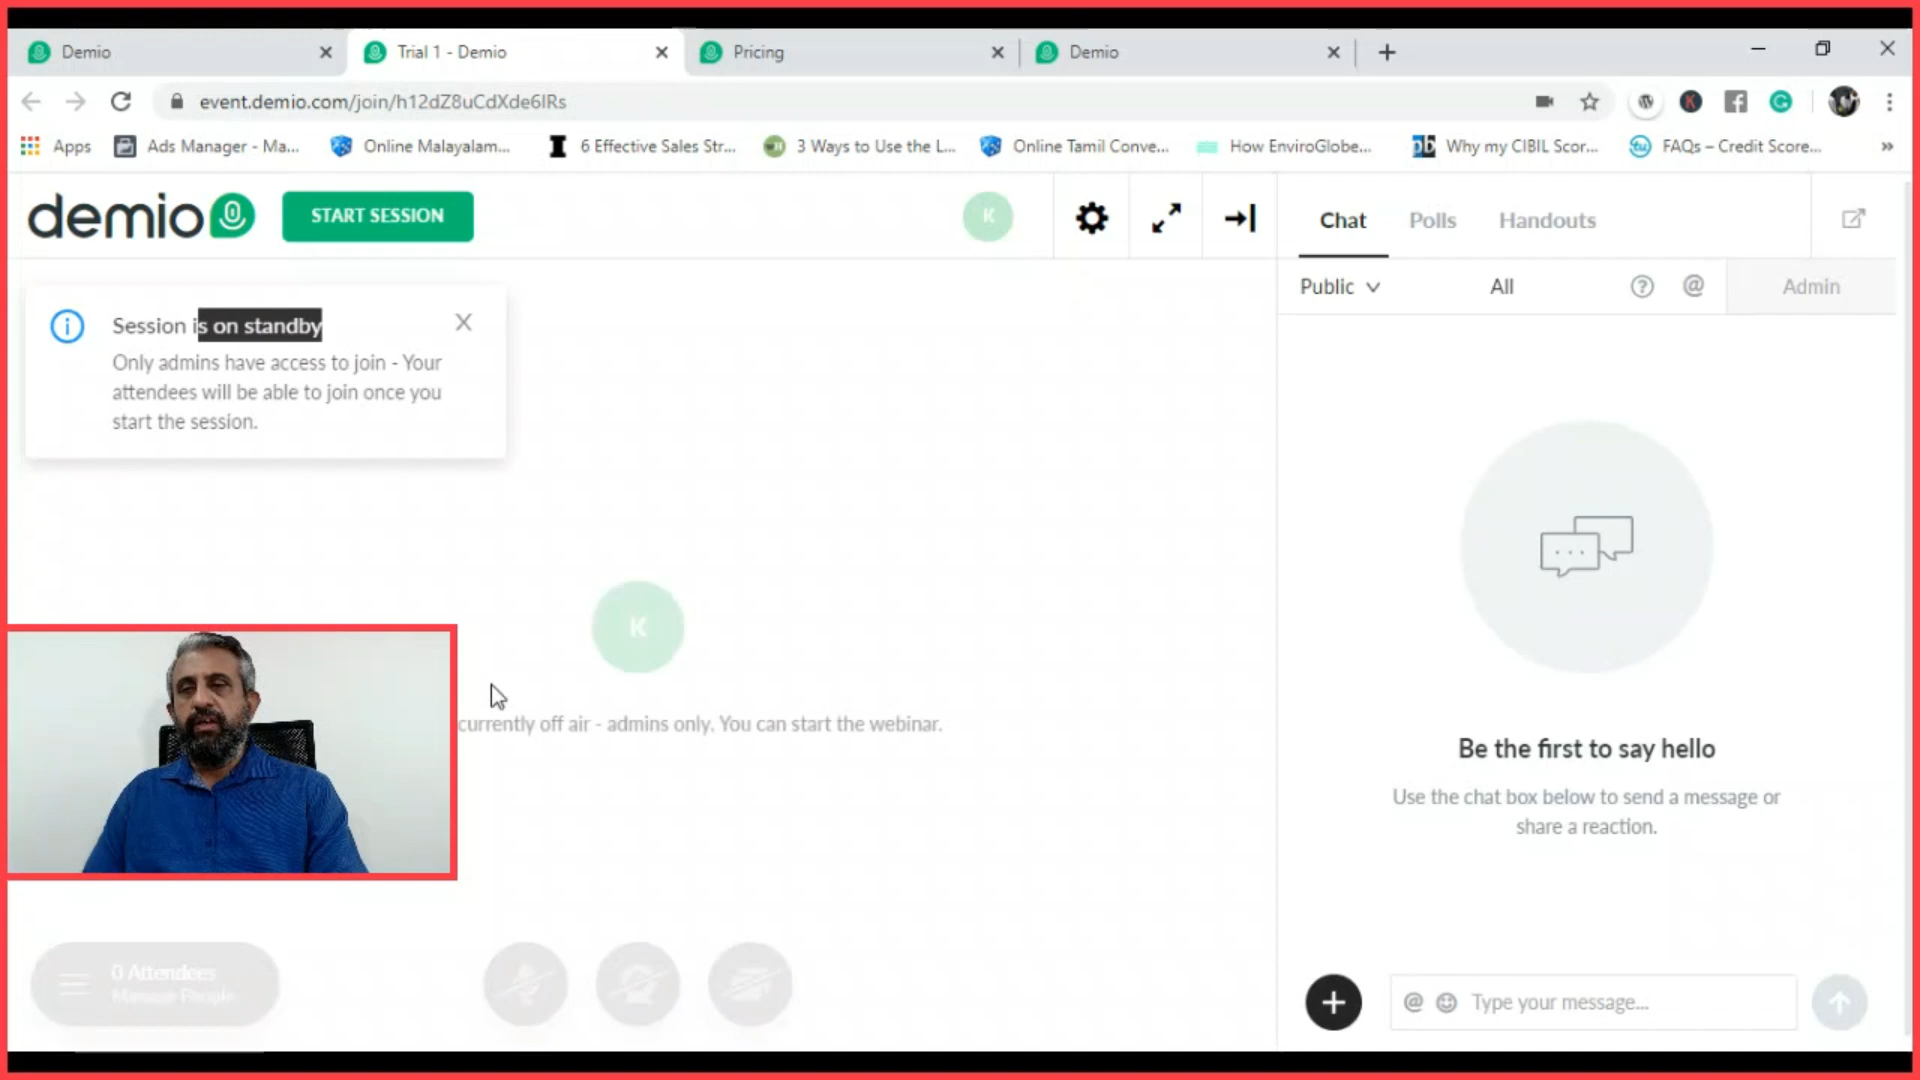 Demio
Trial 1 - Demio
Pricing
Demio
event.demio.com/join/h12dZ8uCdXde6IRs
Apps
Ads Manager - Ma...
Online Malayalam...
6 Effective Sales Str...
3 Ways to Use the L...
Online Tamil Conve...
How EnviroGlobe...
Why my CIBIL Scor...
FAQs – Credit Score...
demio
START SESSION
K
Chat
Polls
Handouts
Public
All
Admin
Session is on standby
Only admins have access to join - Your
attendees will be able to join once you
start the session.
K
currently off air - admins only. You can start the webinar.
Be the first to say hello
Use the chat box below to send a message or
share a reaction.
0 Attendees
Manage People
@ Type your message...